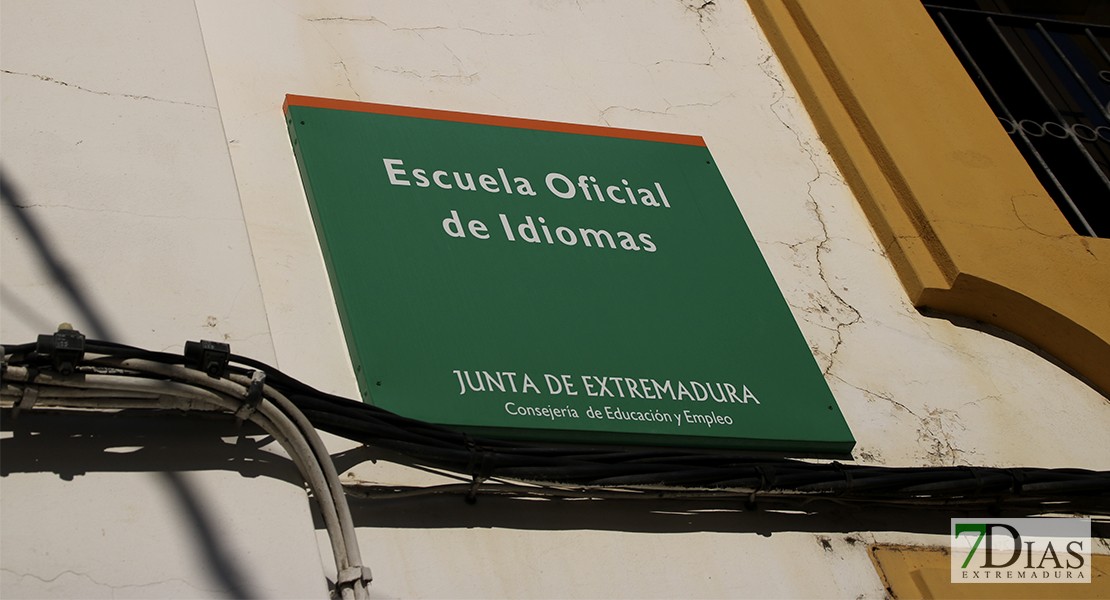 Escuela Oficial
de Idiomas
JUNTA DE EXTREMADURA
Consejería de Educación y Empleo
7DIAS
EXTREMADURA